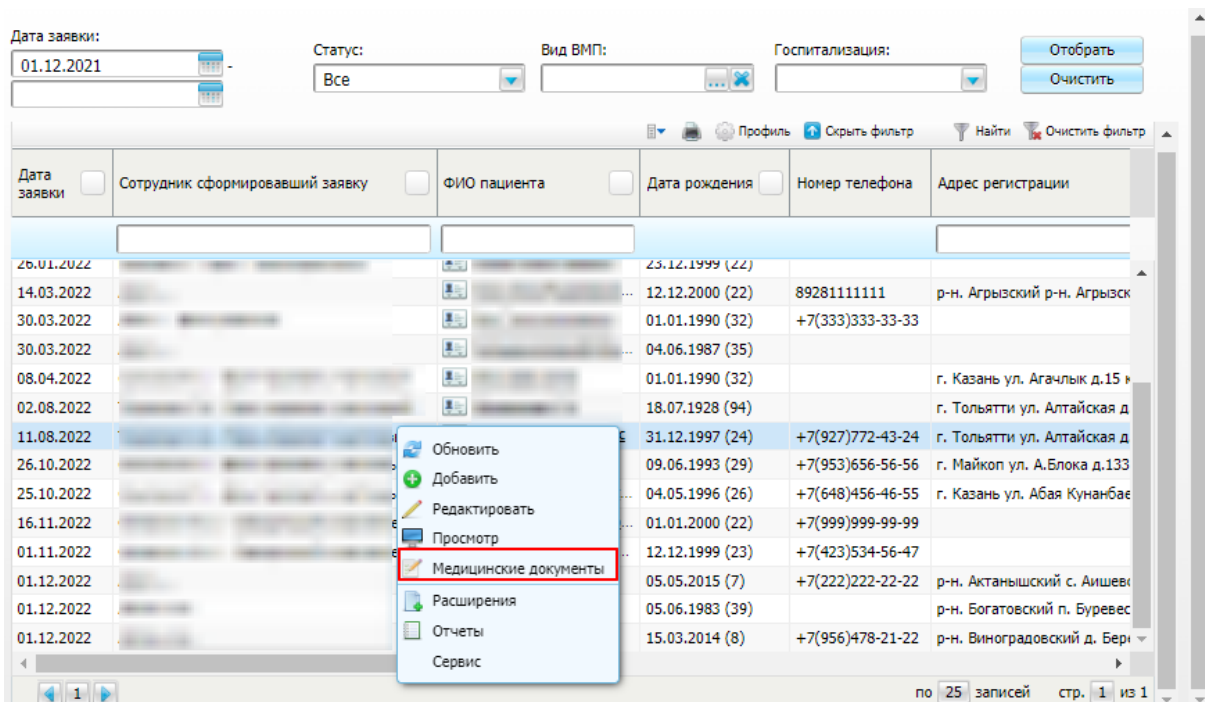 Дата заявки:
01.12.2021 -
Статус:
Все
Вид ВМП:
...
Госпитализация:
Отобрать
Очистить
Профиль Скрыть фильтр Найти Очистить фильтр
Дата заявки Сотрудник сформировавший заявку ФИО пациента Дата рождения Номер телефона Адрес регистрации
26.01.2022 23.12.1999 (22)
14.03.2022 ... 12.12.2000 (22) 89281111111 р-н. Агрызский р-н. Агрызск
30.03.2022 01.01.1990 (32) +7(333)333-33-33
30.03.2022 ... 04.06.1987 (35)
08.04.2022 01.01.1990 (32) г. Казань ул. Агачлык д.15 к
02.08.2022 18.07.1928 (94) г. Тольятти ул. Алтайская д
11.08.2022 31.12.1997 (24) +7(927)772-43-24 г. Тольятти ул. Алтайская д
26.10.2022 09.06.1993 (29) +7(953)656-56-56 г. Майкоп ул. А.Блока д.133
25.10.2022 ... 04.05.1996 (26) +7(648)456-46-55 г. Казань ул. Абая Кунанбае
16.11.2022 ... 01.01.2000 (22) +7(999)999-99-99
01.11.2022 12.12.1999 (23) +7(423)534-56-47
01.12.2022 05.05.2015 (7) +7(222)222-22-22 р-н. Актанышский с. Аишево
01.12.2022 05.06.1983 (39) р-н. Богатовский п. Буревес
01.12.2022 15.03.2014 (8) +7(956)478-21-22 р-н. Виноградовский д. Бере
Обновить
Добавить
Редактировать
Просмотр
Медицинские документы
Расширения
Отчеты
Сервис
1 по 25 записей стр. 1 из 1